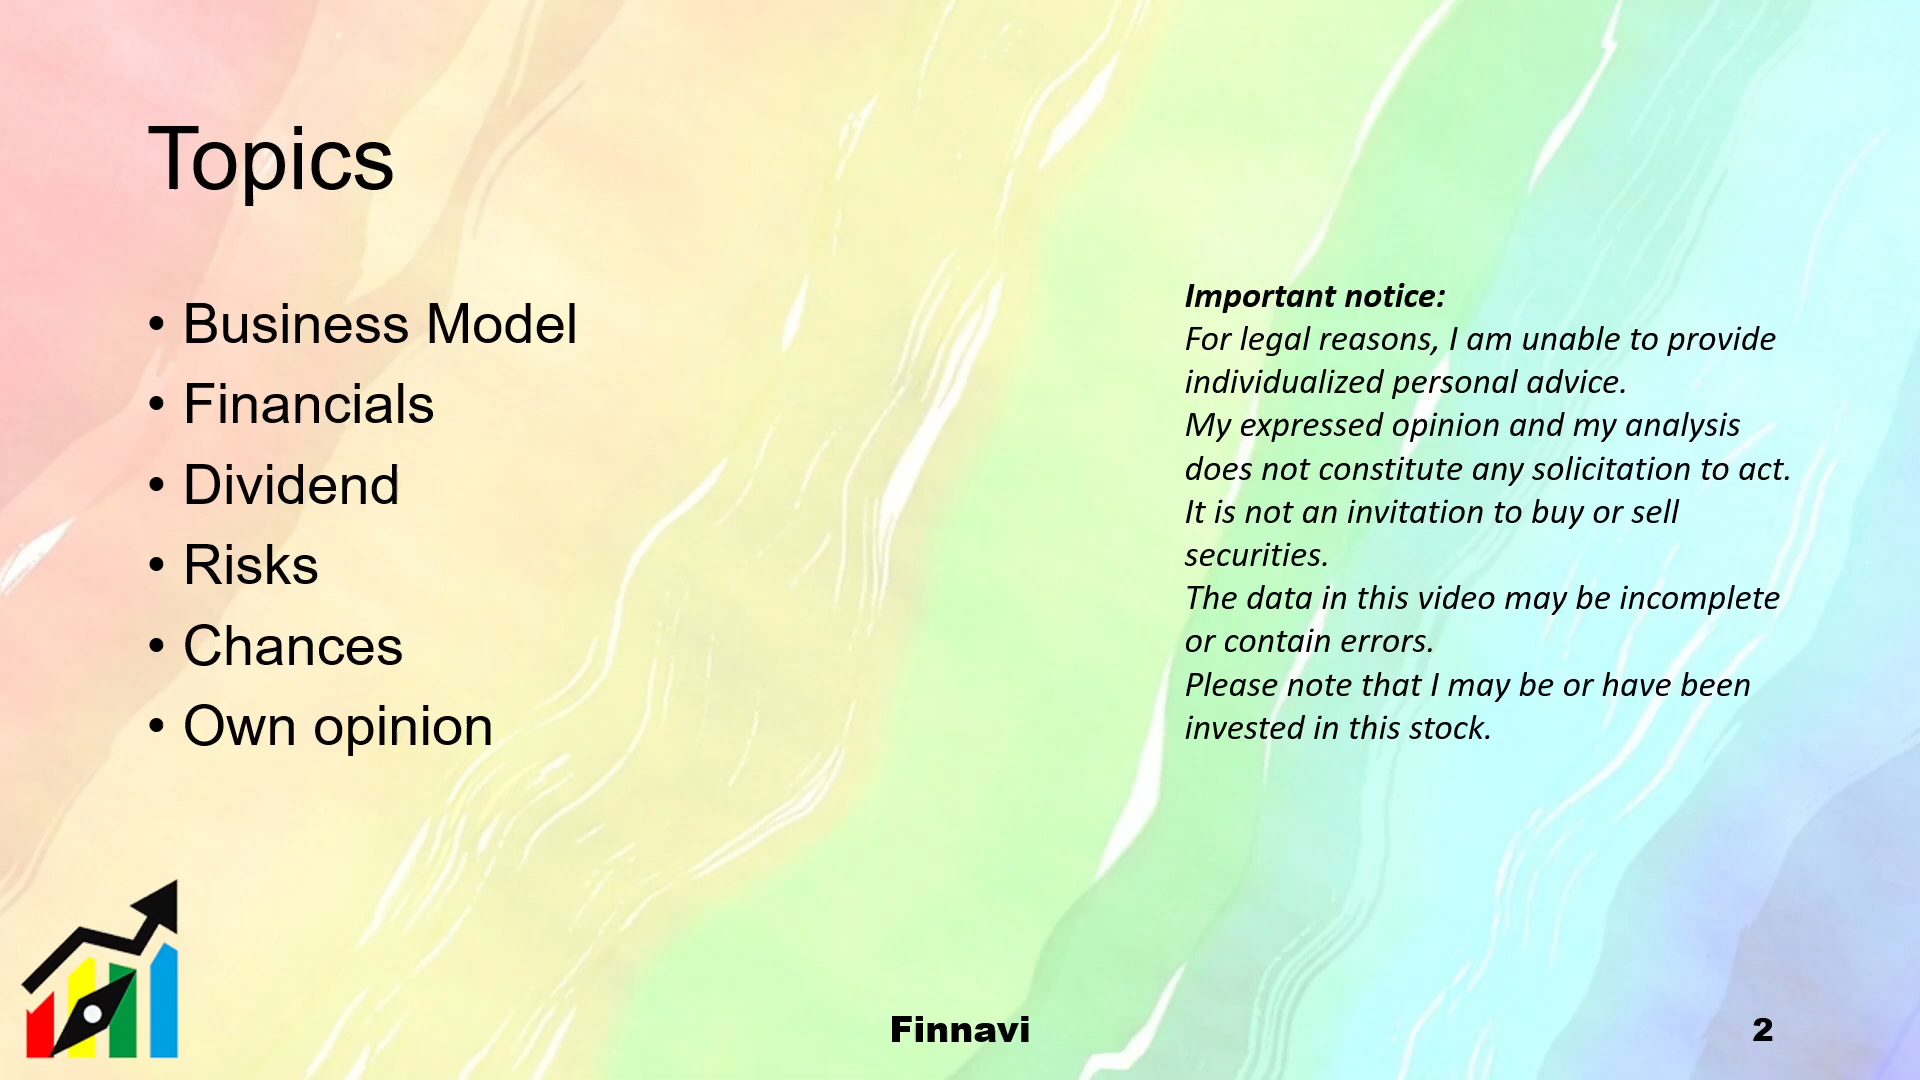 Topics
• Business Model
• Financials
• Dividend
• Risks
• Chances
• Own opinion
Important notice:
For legal reasons, I am unable to provide
individualized personal advice.
My expressed opinion and my analysis
does not constitute any solicitation to act.
It is not an invitation to buy or sell
securities.
The data in this video may be incomplete
or contain errors.
Please note that I may be or have been
invested in this stock.
Finnavi
2